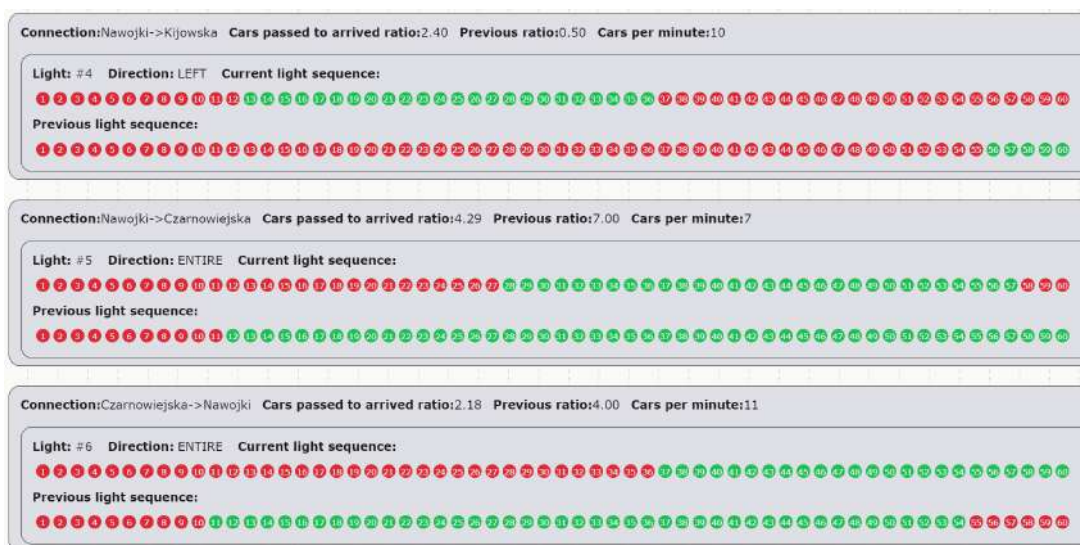 Connection:Nawojki->Kijowska Cars passed to arrived ratio:2.40 Previous ratio:0.50 Cars per minute:10
Light: #4 Direction: LEFT Current light sequence:
1 2 3 4 5 6 7 8 9 10 11 12 13 14 15 16 17 18 19 20 21 22 23 24 25 26 27 28 29 30 31 32 33 34 35 36 37 38 39 40 41 42 43 44 45 46 47 48 49 50 51 52 53 54 55 56 57 58 59 60
Previous light sequence:
1 2 3 4 5 6 7 8 9 10 11 12 13 14 15 16 17 18 19 20 21 22 23 24 25 26 27 28 29 30 31 32 33 34 35 36 37 38 39 40 41 42 43 44 45 46 47 48 49 50 51 52 53 54 55 56 57 58 59 60
Connection:Nawojki->Czarnowiejska Cars passed to arrived ratio:4.29 Previous ratio:7.00 Cars per minute:7
Light: #5 Direction: ENTIRE Current light sequence:
1 2 3 4 5 6 7 8 9 10 11 12 13 14 15 16 17 18 19 20 21 22 23 24 25 26 27 28 29 30 31 32 33 34 35 36 37 38 39 40 41 42 43 44 45 46 47 48 49 50 51 52 53 54 55 56 57 58 59 60
Previous light sequence:
1 2 3 4 5 6 7 8 9 10 11 12 13 14 15 16 17 18 19 20 21 22 23 24 25 26 27 28 29 30 31 32 33 34 35 36 37 38 39 40 41 42 43 44 45 46 47 48 49 50 51 52 53 54 55 56 57 58 59 60
Connection:Czarnowiejska->Nawojki Cars passed to arrived ratio:2.18 Previous ratio:4.00 Cars per minute:11
Light: #6 Direction: ENTIRE Current light sequence:
1 2 3 4 5 6 7 8 9 10 11 12 13 14 15 16 17 18 19 20 21 22 23 24 25 26 27 28 29 30 31 32 33 34 35 36 37 38 39 40 41 42 43 44 45 46 47 48 49 50 51 52 53 54 55 56 57 58 59 60
Previous light sequence:
1 2 3 4 5 6 7 8 9 10 11 12 13 14 15 16 17 18 19 20 21 22 23 24 25 26 27 28 29 30 31 32 33 34 35 36 37 38 39 40 41 42 43 44 45 46 47 48 49 50 51 52 53 54 55 56 57 58 59 60